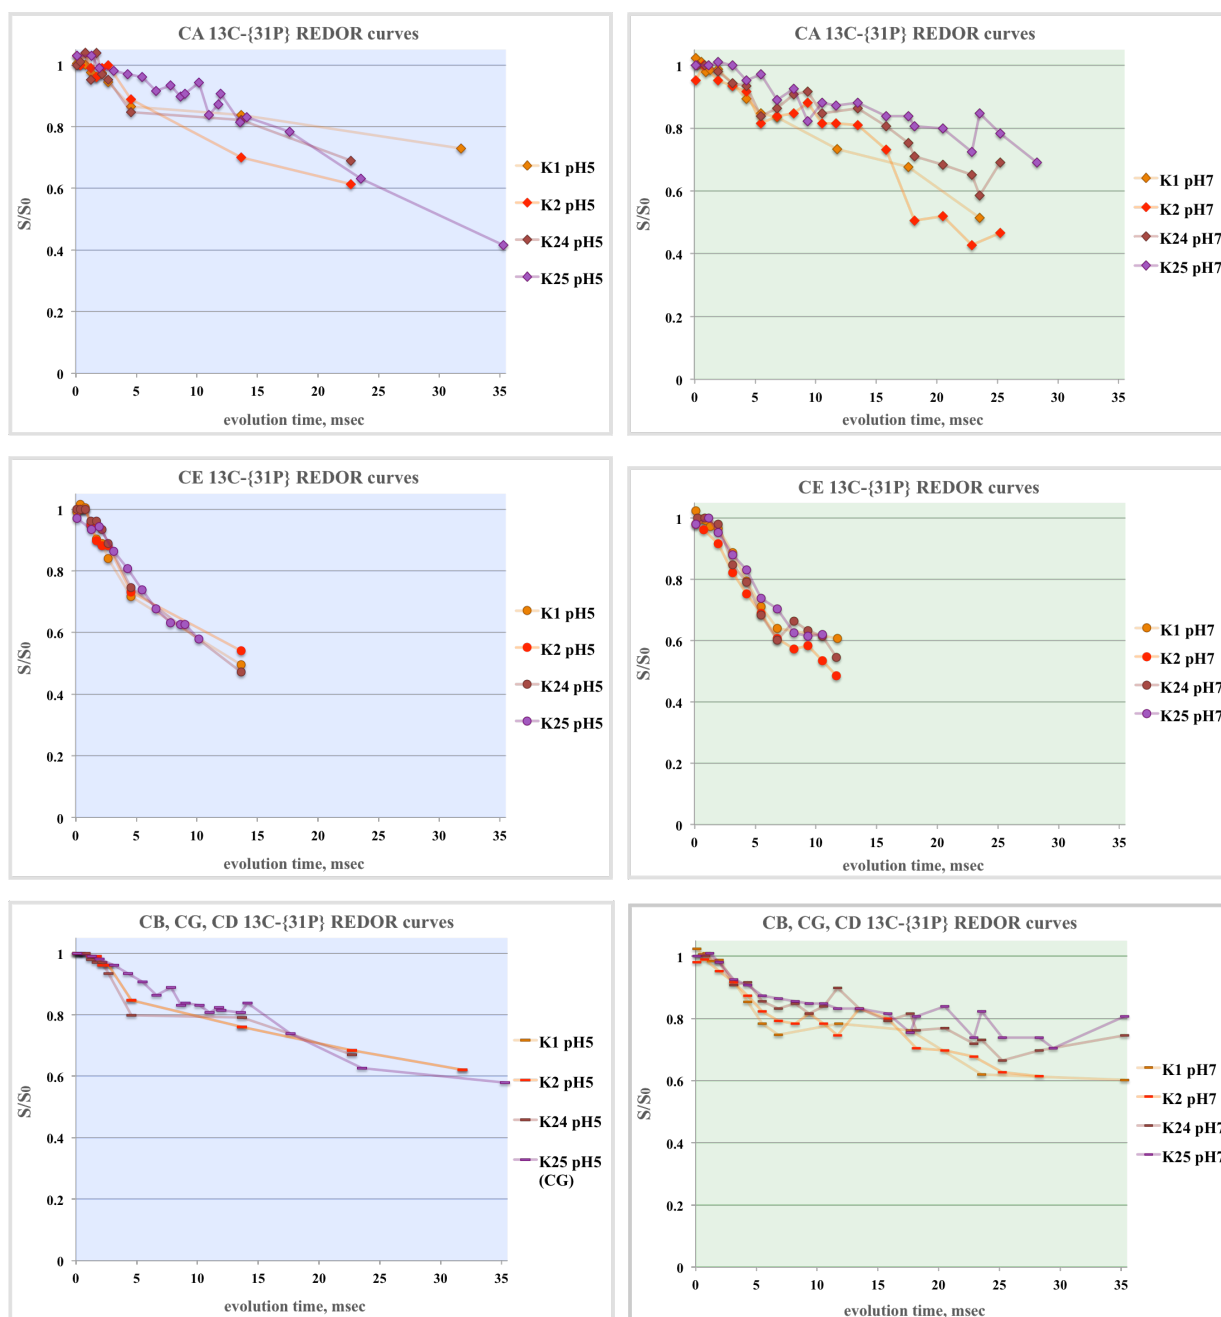 CA 13C-{31P} REDOR curves
1
0.8
0.6
0.4
0.2
0
S/S0
0 5 10 15 20 25 30 35
evolution time, msec
K1 pH5
K2 pH5
K24 pH5
K25 pH5
CA 13C-{31P} REDOR curves
1
0.8
0.6
0.4
0.2
0
S/S0
0 5 10 15 20 25 30 35
evolution time, msec
K1 pH7
K2 pH7
K24 pH7
K25 pH7
CE 13C-{31P} REDOR curves
1
0.8
0.6
0.4
0.2
0
S/S0
0 5 10 15 20 25 30 35
evolution time, msec
K1 pH5
K2 pH5
K24 pH5
K25 pH5
CE 13C-{31P} REDOR curves
1
0.8
0.6
0.4
0.2
0
S/S0
0 5 10 15 20 25 30 35
evolution time, msec
K1 pH7
K2 pH7
K24 pH7
K25 pH7
CB, CG, CD 13C-{31P} REDOR curves
1
0.8
0.6
0.4
0.2
0
S/S0
0 5 10 15 20 25 30 35
evolution time, msec
K1 pH5
K2 pH5
K24 pH5
K25 pH5
(CG)
CB, CG, CD 13C-{31P} REDOR curves
1
0.8
0.6
0.4
0.2
0
S/S0
0 5 10 15 20 25 30 35
evolution time, msec
K1 pH7
K2 pH7
K24 pH7
K25 pH7